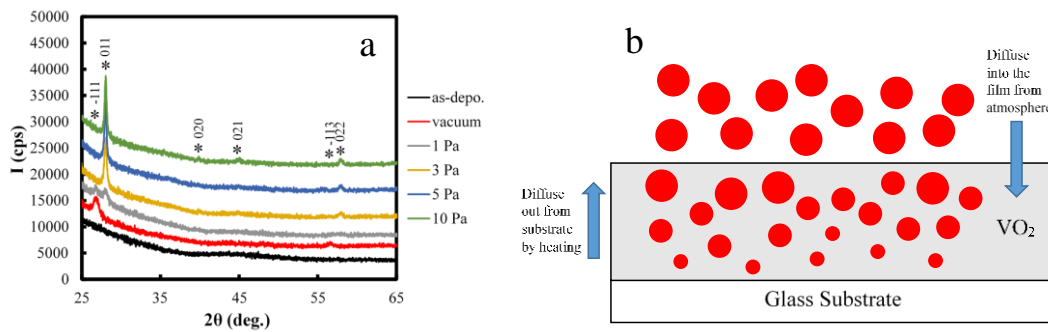 a
50000
45000
40000
35000
30000
25000
20000
15000
10000
5000
0
I (cps)
* -111
* 011
* 020
* 021
* -113
* 022
25 35 45 55 65
2θ (deg.)
as-depo.
vacuum
1 Pa
3 Pa
5 Pa
10 Pa
b
Diffuse
into the
film from
atmosphere
Diffuse
out from
substrate
by heating
VO₂
Glass Substrate